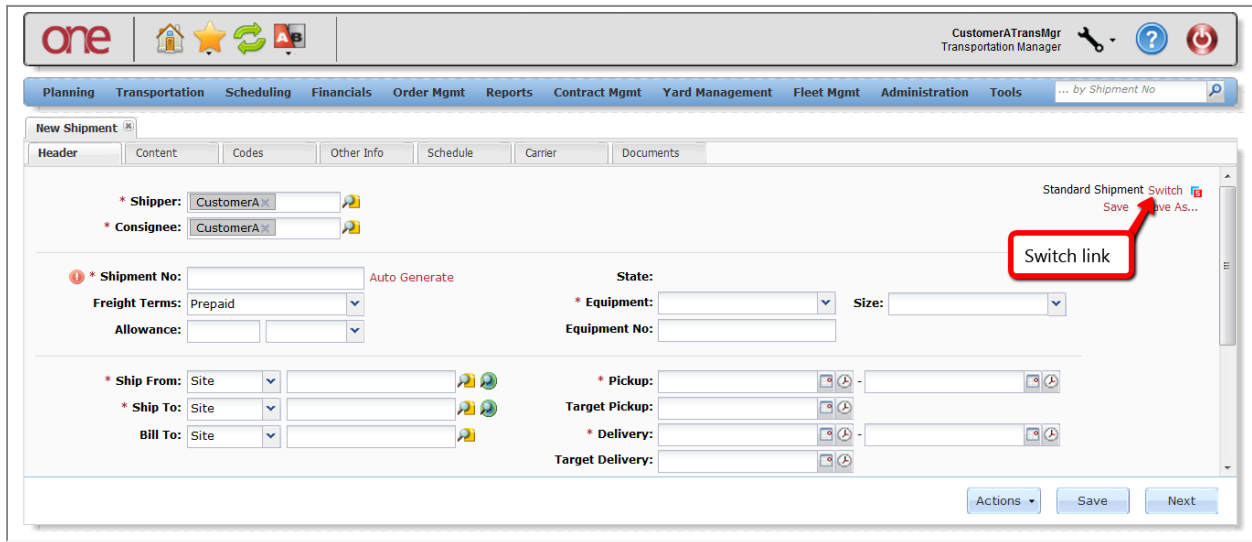 one
AB
CustomerATransMgr
Transportation Manager
?
Planning Transportation Scheduling Financials Order Mgmt Reports Contract Mgmt Yard Management Fleet Mgmt Administration Tools ... by Shipment No
New Shipment
Header Content Codes Other Info Schedule Carrier Documents
Standard Shipment Switch
* Shipper: CustomerA
Save
* Consignee: CustomerA
Switch link
* Shipment No: Auto Generate State:
Freight Terms: Prepaid * Equipment: Size:
Allowance: Equipment No:
* Ship From: Site * Pickup: -
* Ship To: Site Target Pickup:
Bill To: Site * Delivery: -
Target Delivery:
Actions Save Next